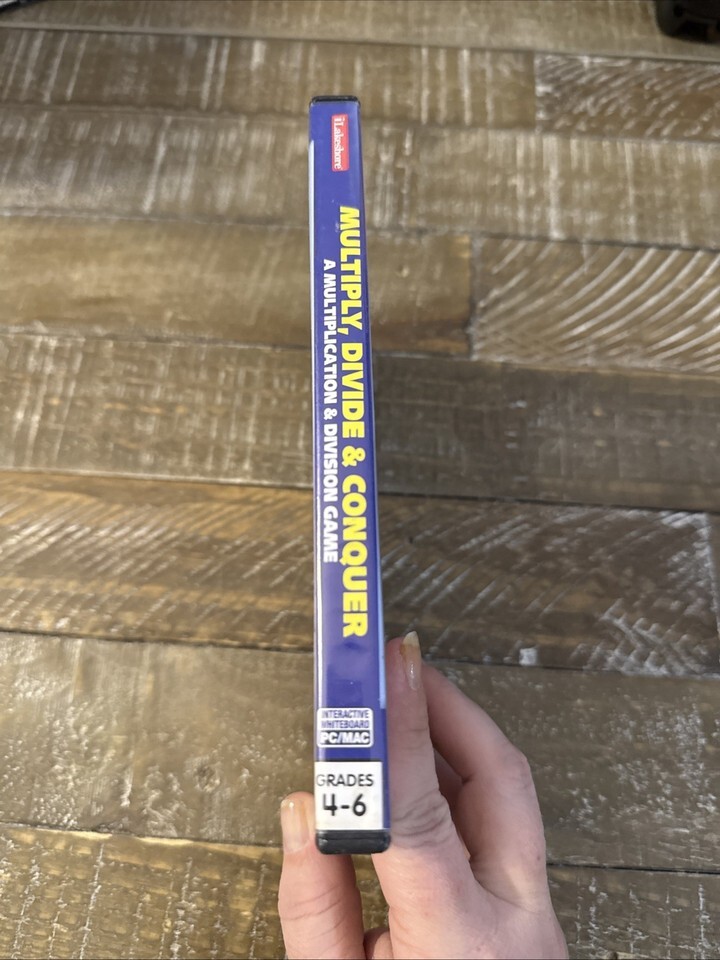 Lakeshore
MULTIPLY, DIVIDE & CONQUER
A MULTIPLICATION & DIVISION GAME
INTERACTIVE
WHITEBOARD
PC/MAC
GRADES
4-6